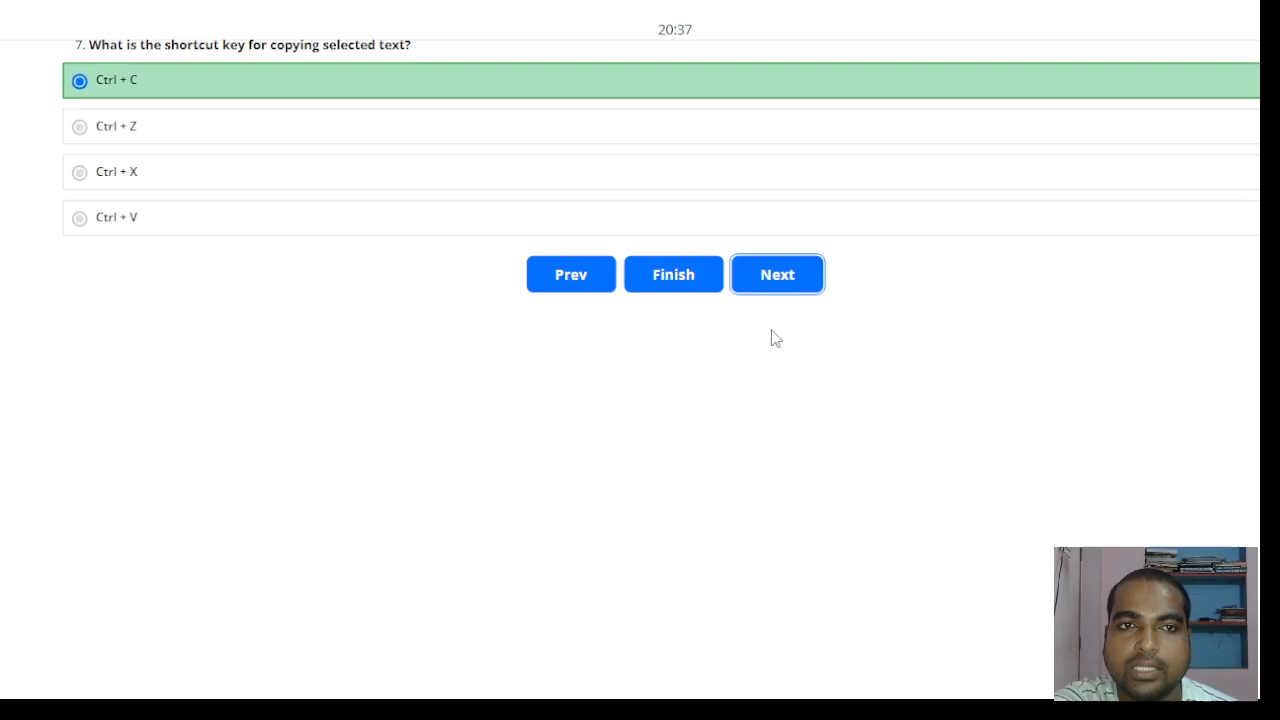 20:37
7. What is the shortcut key for copying selected text?
Ctrl + C
Ctrl + Z
Ctrl + X
Ctrl + V
Prev Finish Next